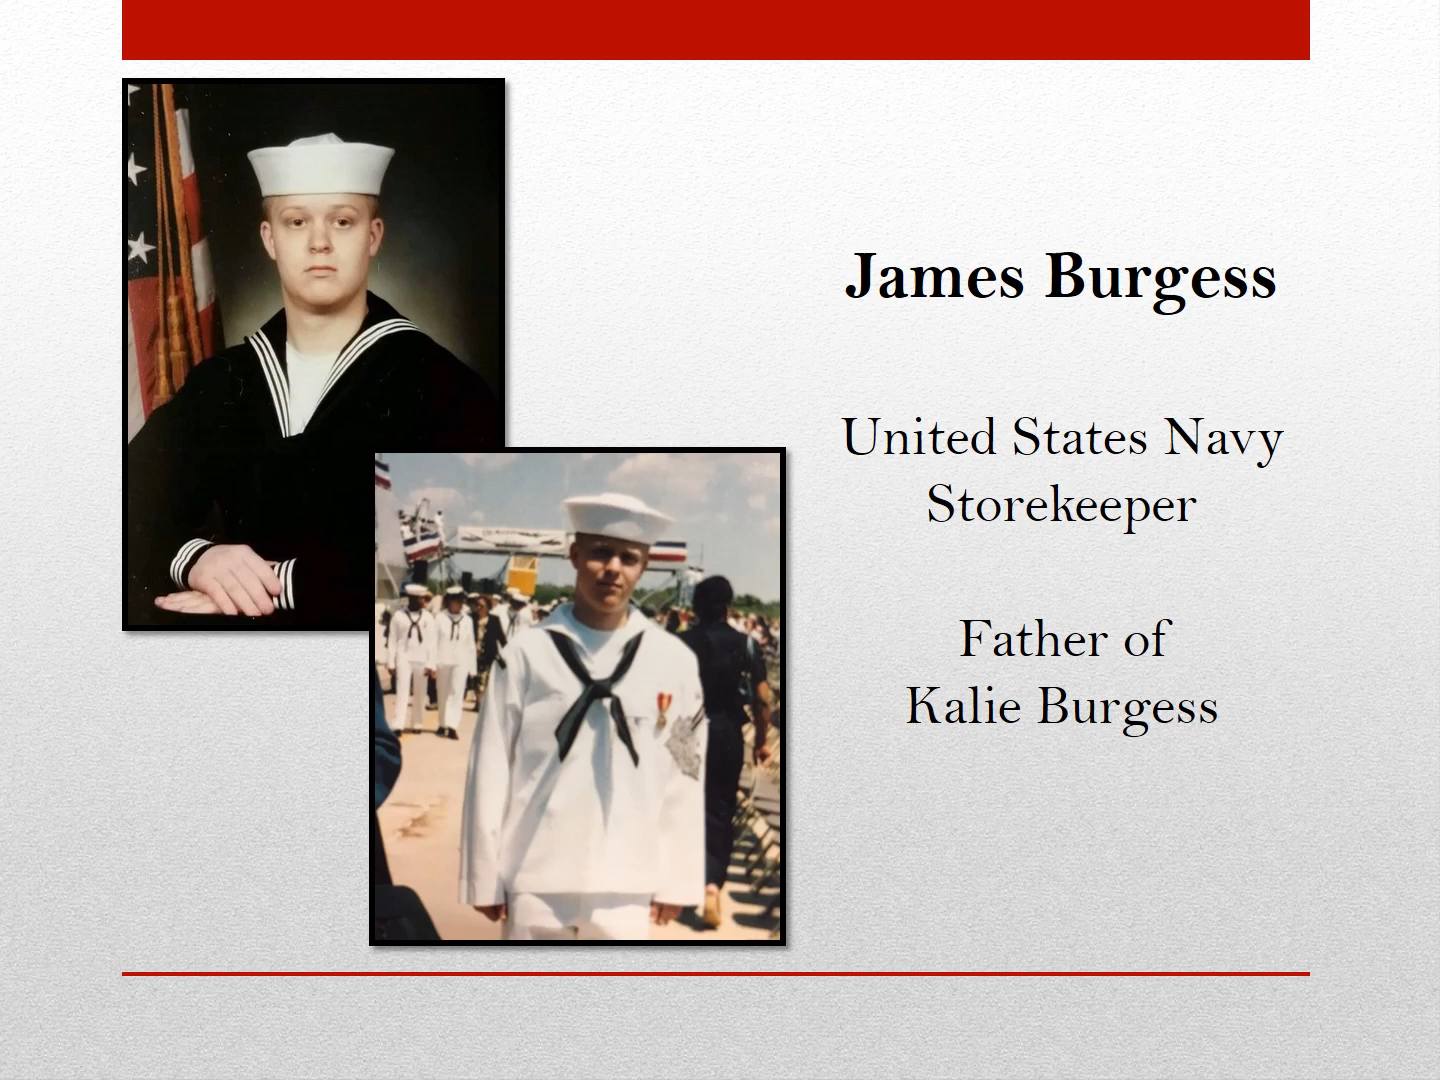 James Burgess
United States Navy
Storekeeper
Father of
Kalie Burgess